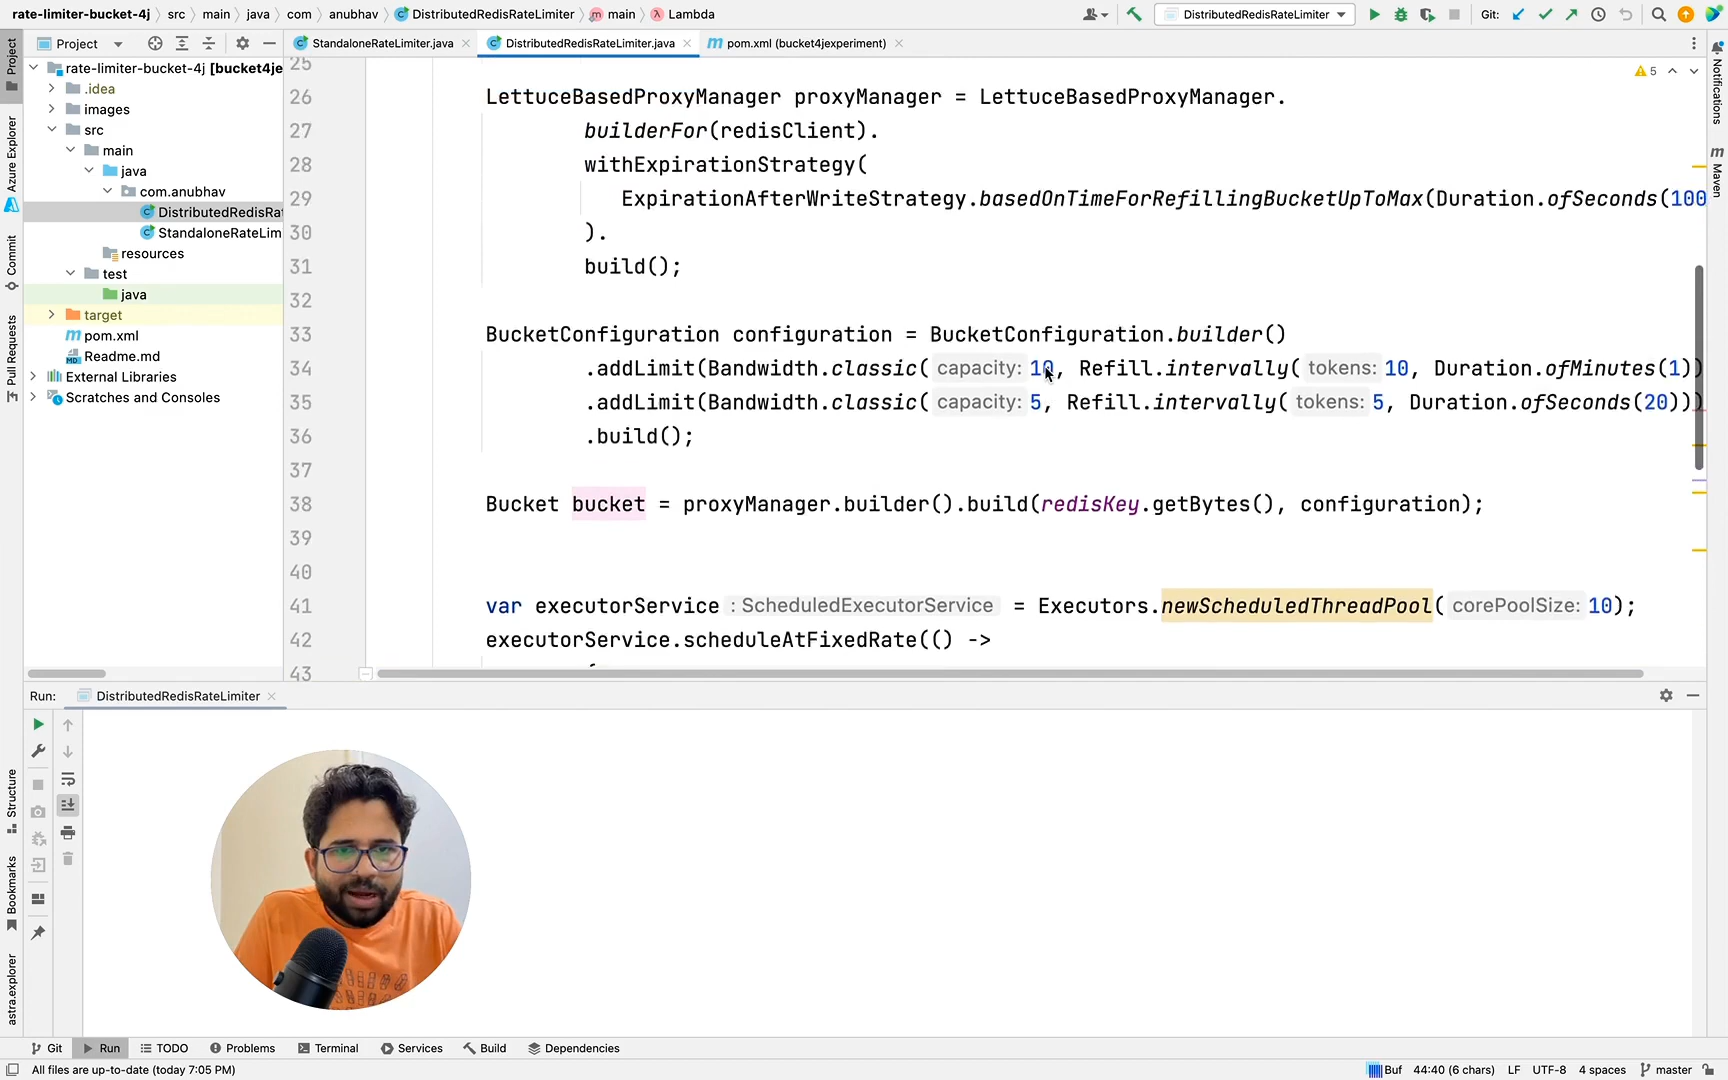 rate-limiter-bucket-4j
src
main
java
com
anubhav
DistributedRedisRateLimiter
main
Lambda
DistributedRedisRateLimiter
Git:
Project
StandaloneRateLimiter.java
DistributedRedisRateLimiter.java
pom.xml (bucket4jexperiment)
rate-limiter-bucket-4j [bucket4je
.idea
images
src
main
java
com.anubhav
DistributedRedisRat
StandaloneRateLim
resources
test
java
target
pom.xml
Readme.md
External Libraries
Scratches and Consoles
Project
Azure Explorer
Commit
Pull Requests
Structure
Bookmarks
astra.explorer
Notifications
Maven
5
25
26 LettuceBasedProxyManager proxyManager = LettuceBasedProxyManager.
27 builderFor(redisClient).
28 withExpirationStrategy(
29 ExpirationAfterWriteStrategy.basedOnTimeForRefillingBucketUpToMax(Duration.ofSeconds(100
30 ).
31 build();
32
33 BucketConfiguration configuration = BucketConfiguration.builder()
34 .addLimit(Bandwidth.classic( capacity: 10, Refill.intervally( tokens: 10, Duration.ofMinutes(1))
35 .addLimit(Bandwidth.classic( capacity: 5, Refill.intervally( tokens: 5, Duration.ofSeconds(20)))
36 .build();
37
38 Bucket bucket = proxyManager.builder().build(redisKey.getBytes(), configuration);
39
40
41 var executorService : ScheduledExecutorService = Executors.newScheduledThreadPool( corePoolSize: 10);
42 executorService.scheduleAtFixedRate(() ->
43
Run: DistributedRedisRateLimiter
Git
Run
TODO
Problems
Terminal
Services
Build
Dependencies
All files are up-to-date (today 7:05 PM)
Buf
44:40 (6 chars)
LF
UTF-8
4 spaces
master